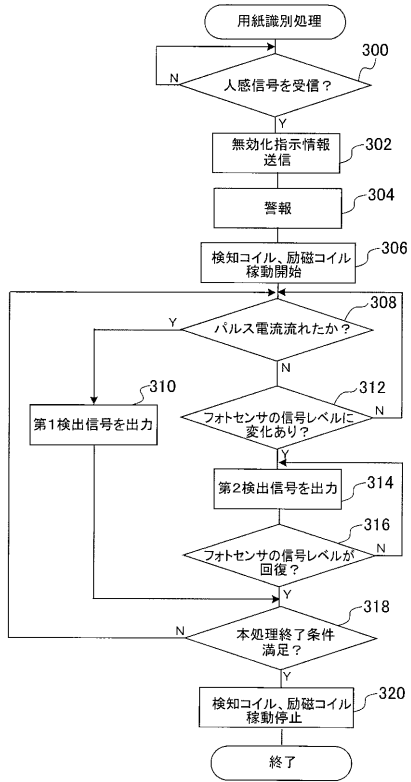 用紙識別処理
300
人感信号を受信？
N
Y
無効化指示情報
送信
302
警報
304
306
検知コイル、励磁コイル
稼動開始
308
パルス電流流れたか？
Y
N
310
第1検出信号を出力
312
フォトセンサの信号レベルに
変化あり？
N
Y
第2検出信号を出力
314
316
フォトセンサの信号レベルが
回復？
N
Y
318
本処理終了条件
満足？
N
Y
320
検知コイル、励磁コイル
稼動停止
終了